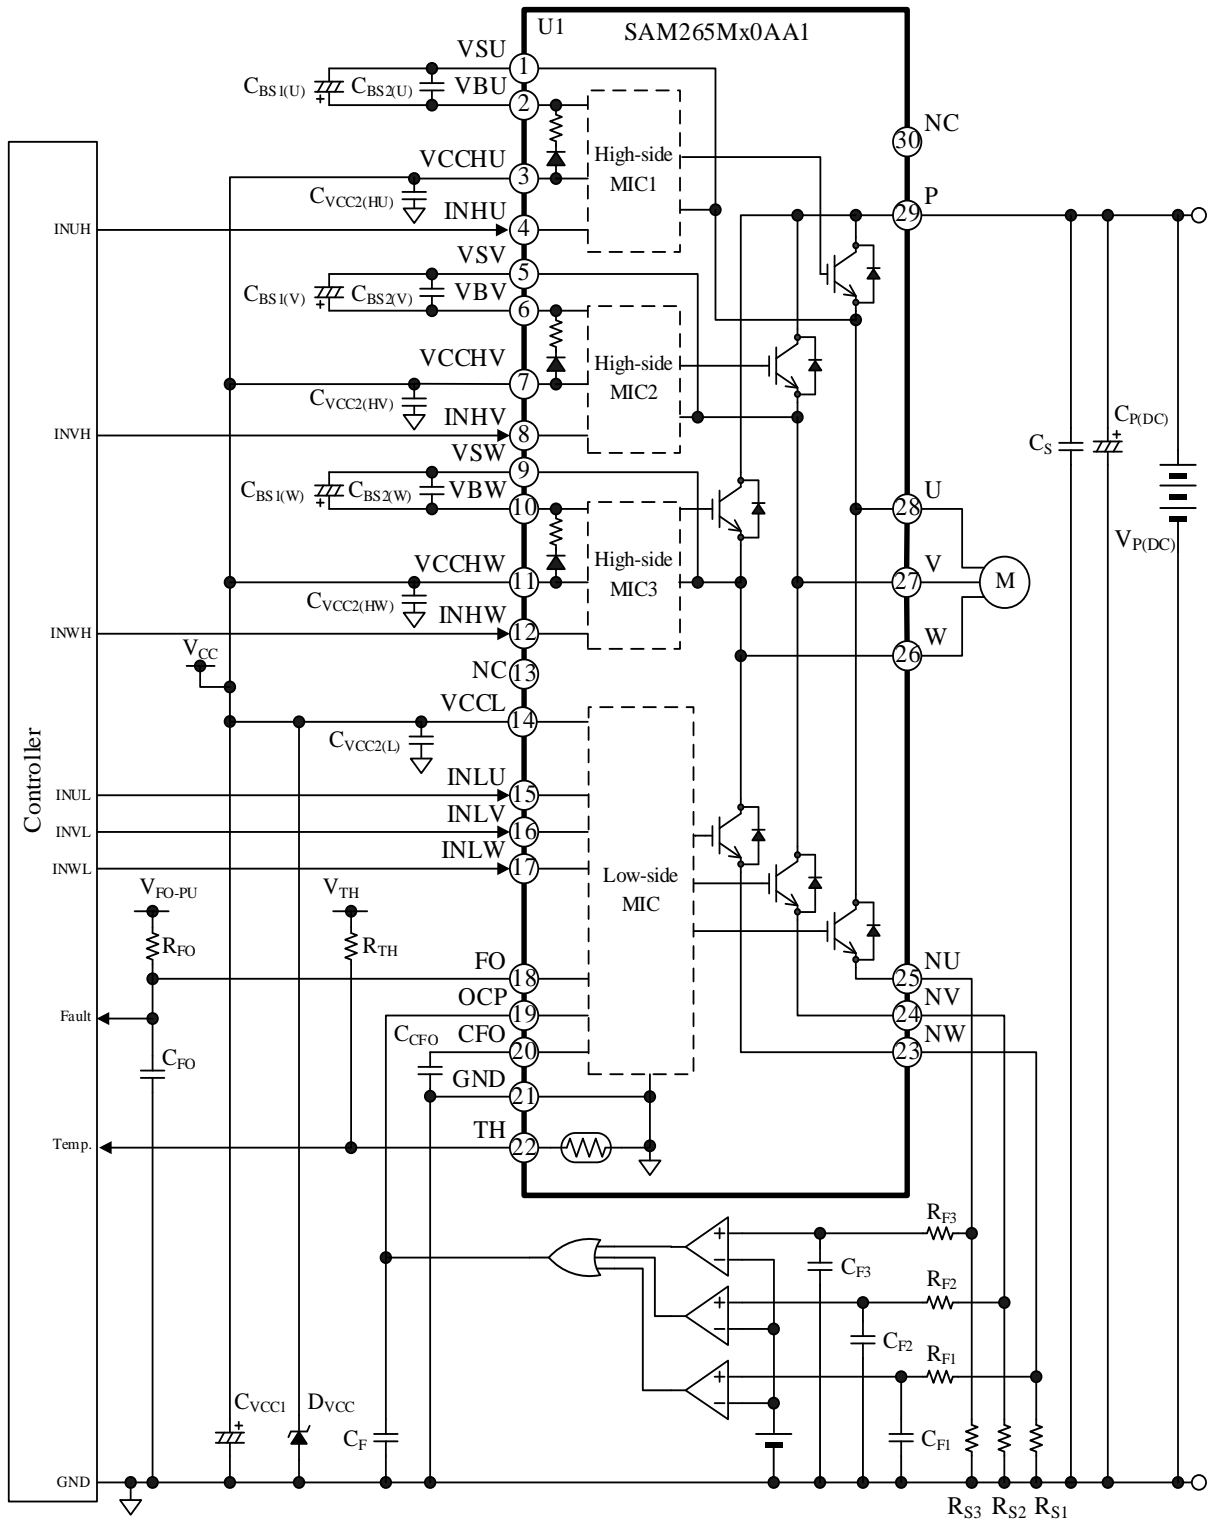 U1
SAM265Mx0AA1
VSU
1
CBS1(U)
CBS2(U)
VBU
2
NC
30
High-side
MIC1
VCCHU
3
CVCC2(HU)
P
29
INUH
INHU
4
VSV
5
CBS1(V)
CBS2(V)
VBV
6
High-side
MIC2
VCCHV
7
CVCC2(HV)
INVH
INHV
8
CS
CP(DC)
+
VSW
9
CBS1(W)
CBS2(W)
VBW
10
U
28
VP(DC)
High-side
MIC3
VCCHW
11
CVCC2(HW)
V
27
M
INWH
INHW
12
W
26
VCC
NC
13
VCCL
14
CVCC2(L)
Controller
INUL
INLU
15
INVL
INLV
16
INWL
INLW
17
Low-side
MIC
VFO-PU
VTH
RFO
RTH
FO
18
NU
25
Fault
OCP
19
NV
24
CCFO
CFO
20
NW
23
CFO
GND
21
Temp.
TH
22
RF3
+
−
CF3
RF2
+
−
CF2
RF1
+
−
CVCC1
+
DVCC
CF
CF1
GND
RS3
RS2
RS1